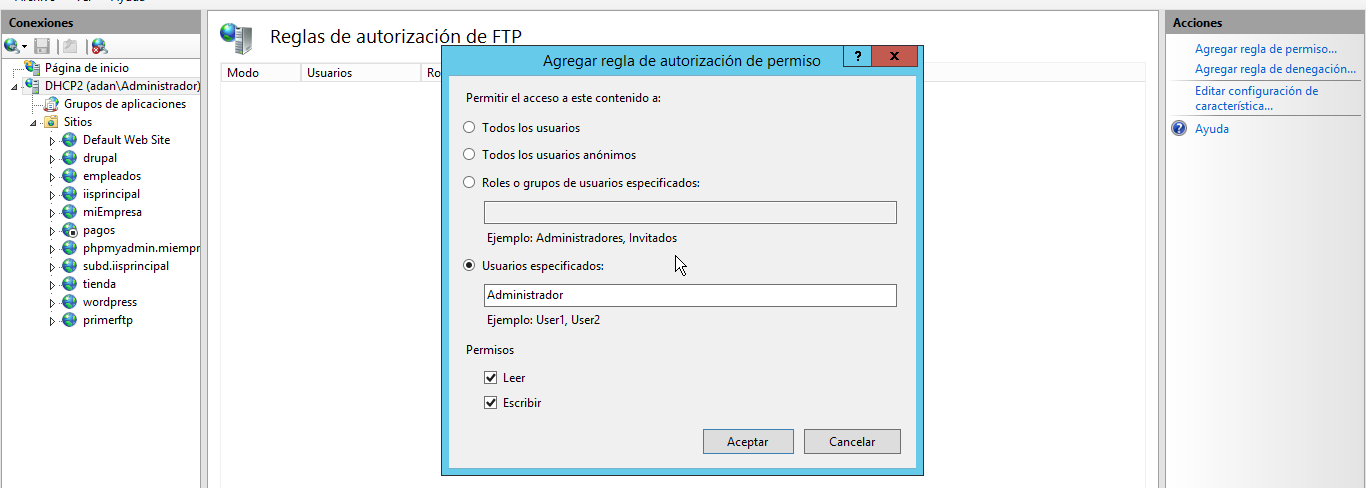 Conexiones
Página de inicio
DHCP2 (adan\Administrador)
Grupos de aplicaciones
Sitios
Default Web Site
drupal
empleados
iisprincipal
miEmpresa
pagos
phpmyadmin.miempr
subd.iisprincipal
tienda
wordpress
primerftp
Reglas de autorización de FTP
Modo
Usuarios
Ro
Agregar regla de autorización de permiso
?
x
Permitir el acceso a este contenido a:
Todos los usuarios
Todos los usuarios anónimos
Roles o grupos de usuarios especificados:
Ejemplo: Administradores, Invitados
Usuarios especificados:
Administrador
Ejemplo: User1, User2
Permisos
Leer
Escribir
Aceptar
Cancelar
Acciones
Agregar regla de permiso...
Agregar regla de denegación...
Editar configuración de
característica...
Ayuda